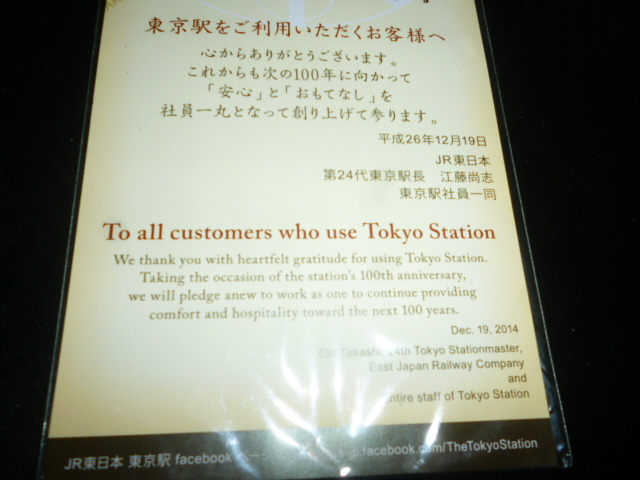 東京駅をご利用いただくお客様へ
心からありがとうございます。
これからも次の100年に向かって
「安心」と「おもてなし」を
社員一丸となって創り上げて参ります。
平成26年12月19日
JR東日本
第24代東京駅長　江藤尚志
東京駅社員一同
To all customers who use Tokyo Station
We thank you with heartfelt gratitude for using Tokyo Station.
Taking the occasion of the station's 100th anniversary,
we will pledge anew to work as one to continue providing
comfort and hospitality toward the next 100 years.
Dec. 19, 2014
Eto Takashi, 24th Tokyo Stationmaster,
East Japan Railway Company
and
entire staff of Tokyo Station
JR東日本 東京駅 facebook ページ facebook.com/TheTokyoStation